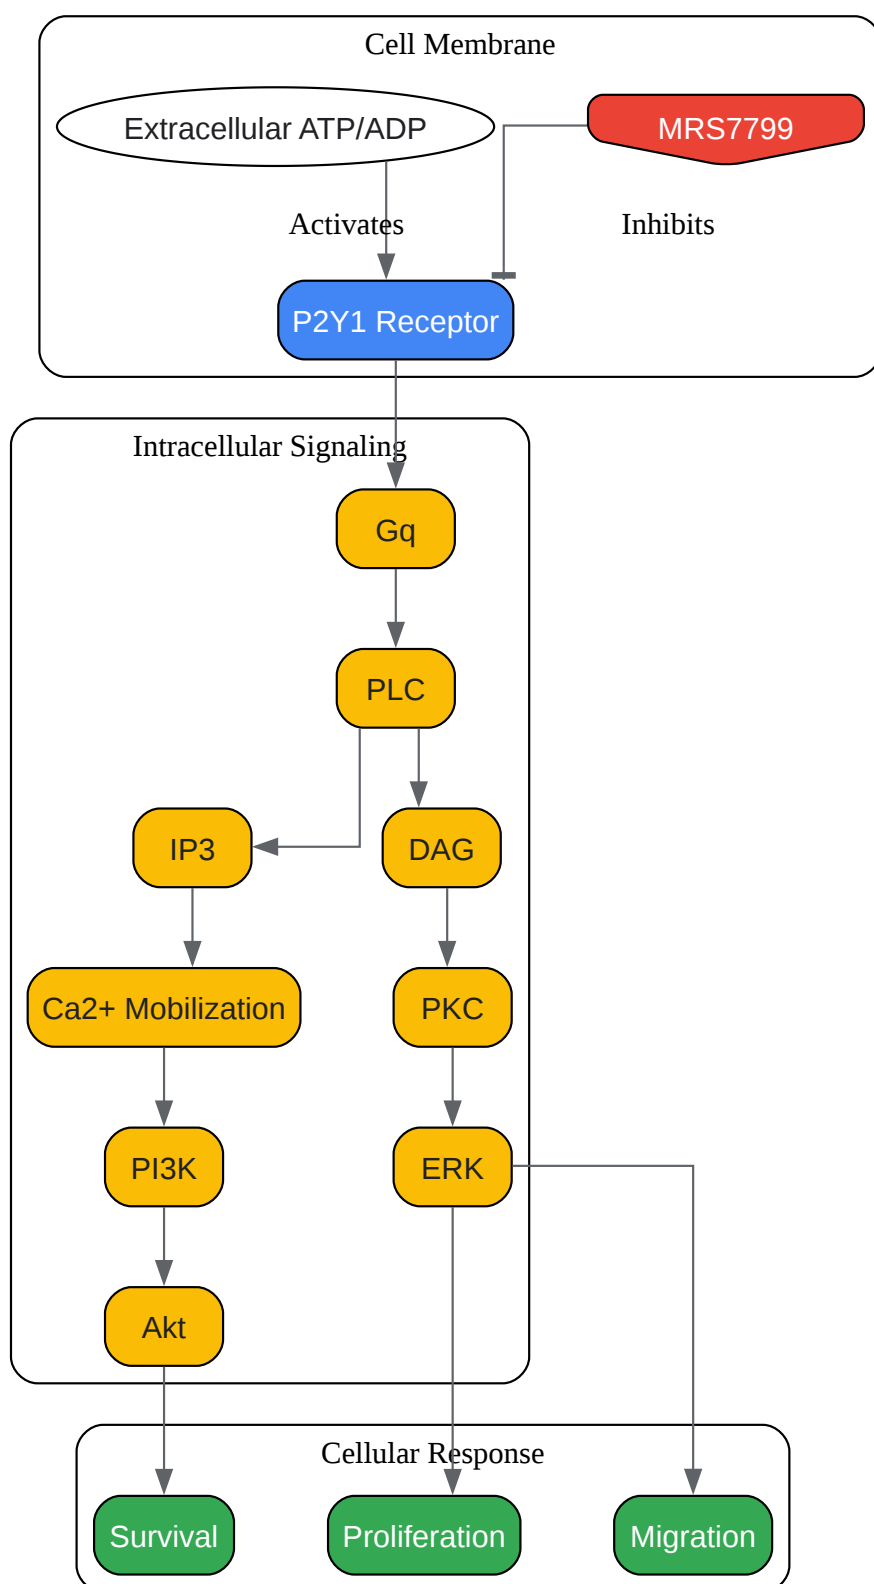 Cell Membrane
Extracellular ATP/ADP
MRS7799
Activates
Inhibits
P2Y1 Receptor
Intracellular Signaling
Gq
PLC
IP3
DAG
Ca2+ Mobilization
PKC
PI3K
ERK
Akt
Cellular Response
Survival
Proliferation
Migration